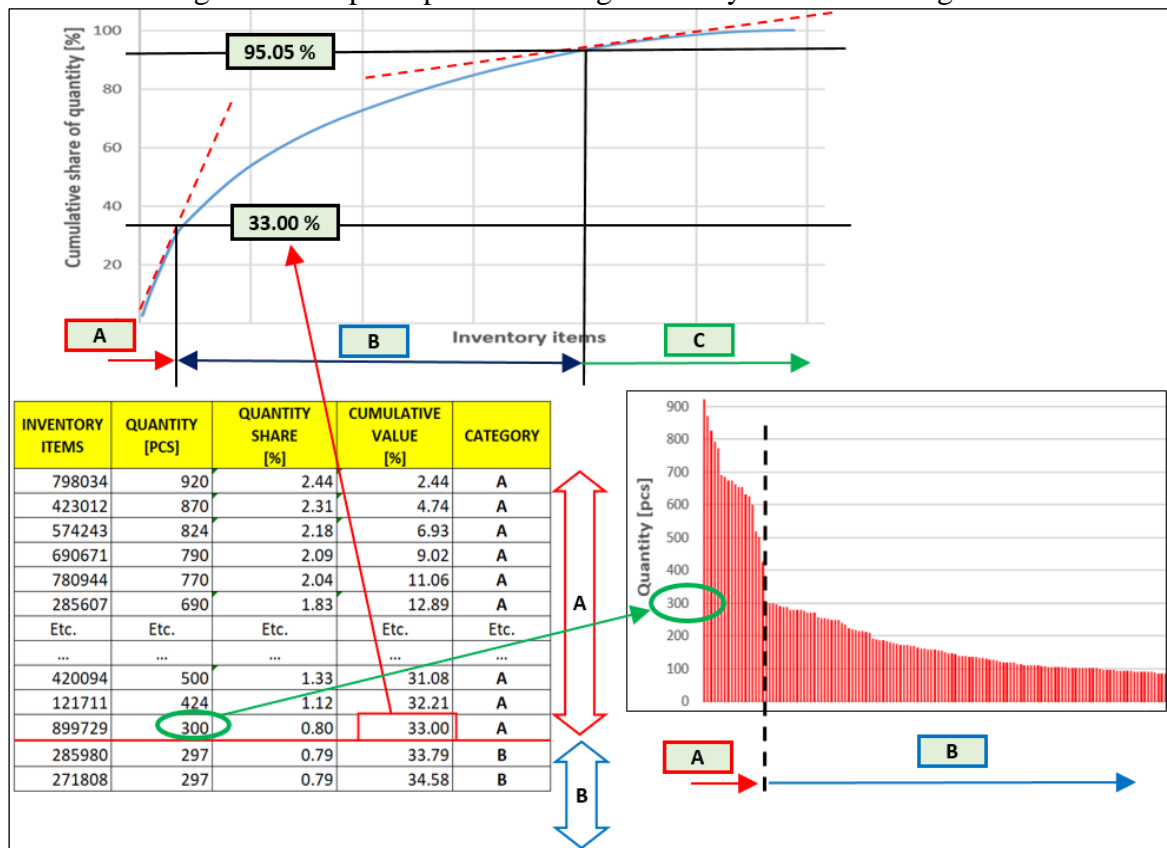 Cumulative share of quantity [%]
100
80
60
40
20
95.05 %
33.00 %
Inventory items
A
B
C
INVENTORY ITEMS QUANTITY [PCS] QUANTITY SHARE [%] CUMULATIVE VALUE [%] CATEGORY
798034 920 2.44 2.44 A
423012 870 2.31 4.74 A
574243 824 2.18 6.93 A
690671 790 2.09 9.02 A
780944 770 2.04 11.06 A
285607 690 1.83 12.89 A
Etc. Etc. Etc. Etc. Etc.
... ... ... ... ...
420094 500 1.33 31.08 A
121711 424 1.12 32.21 A
899729 300 0.80 33.00 A
285980 297 0.79 33.79 B
271808 297 0.79 34.58 B
A
B
Quantity [pcs]
900
800
700
600
500
400
300
200
100
0
A
B